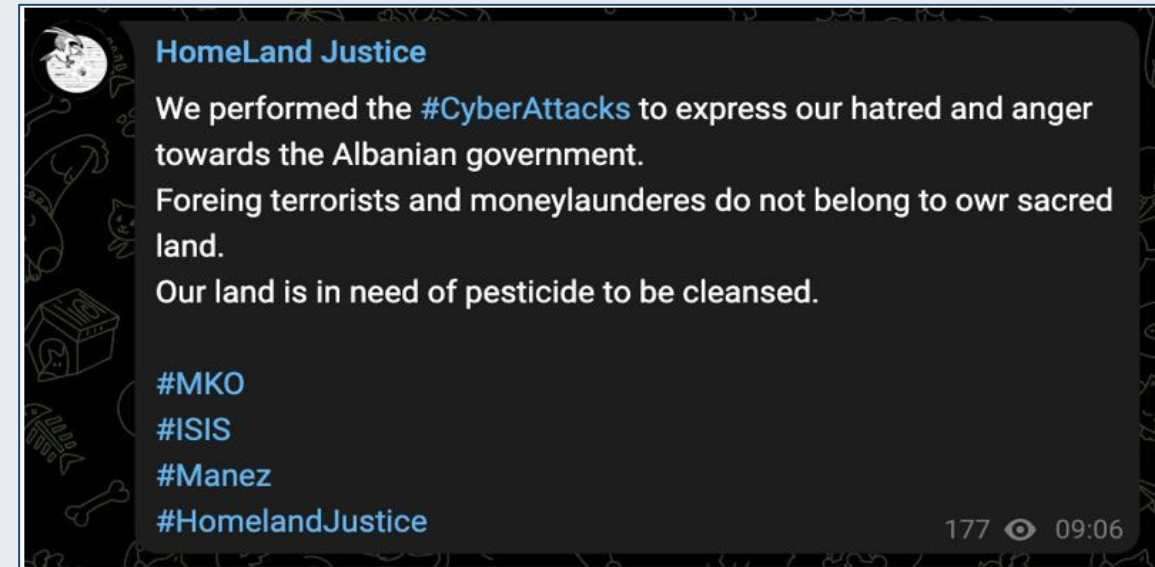 HomeLand Justice
We performed the #CyberAttacks to express our hatred and anger
towards the Albanian government.
Foreing terrorists and moneylaunderes do not belong to owr sacred
land.
Our land is in need of pesticide to be cleansed.
#MKO
#ISIS
#Manez
#HomelandJustice
177 09:06